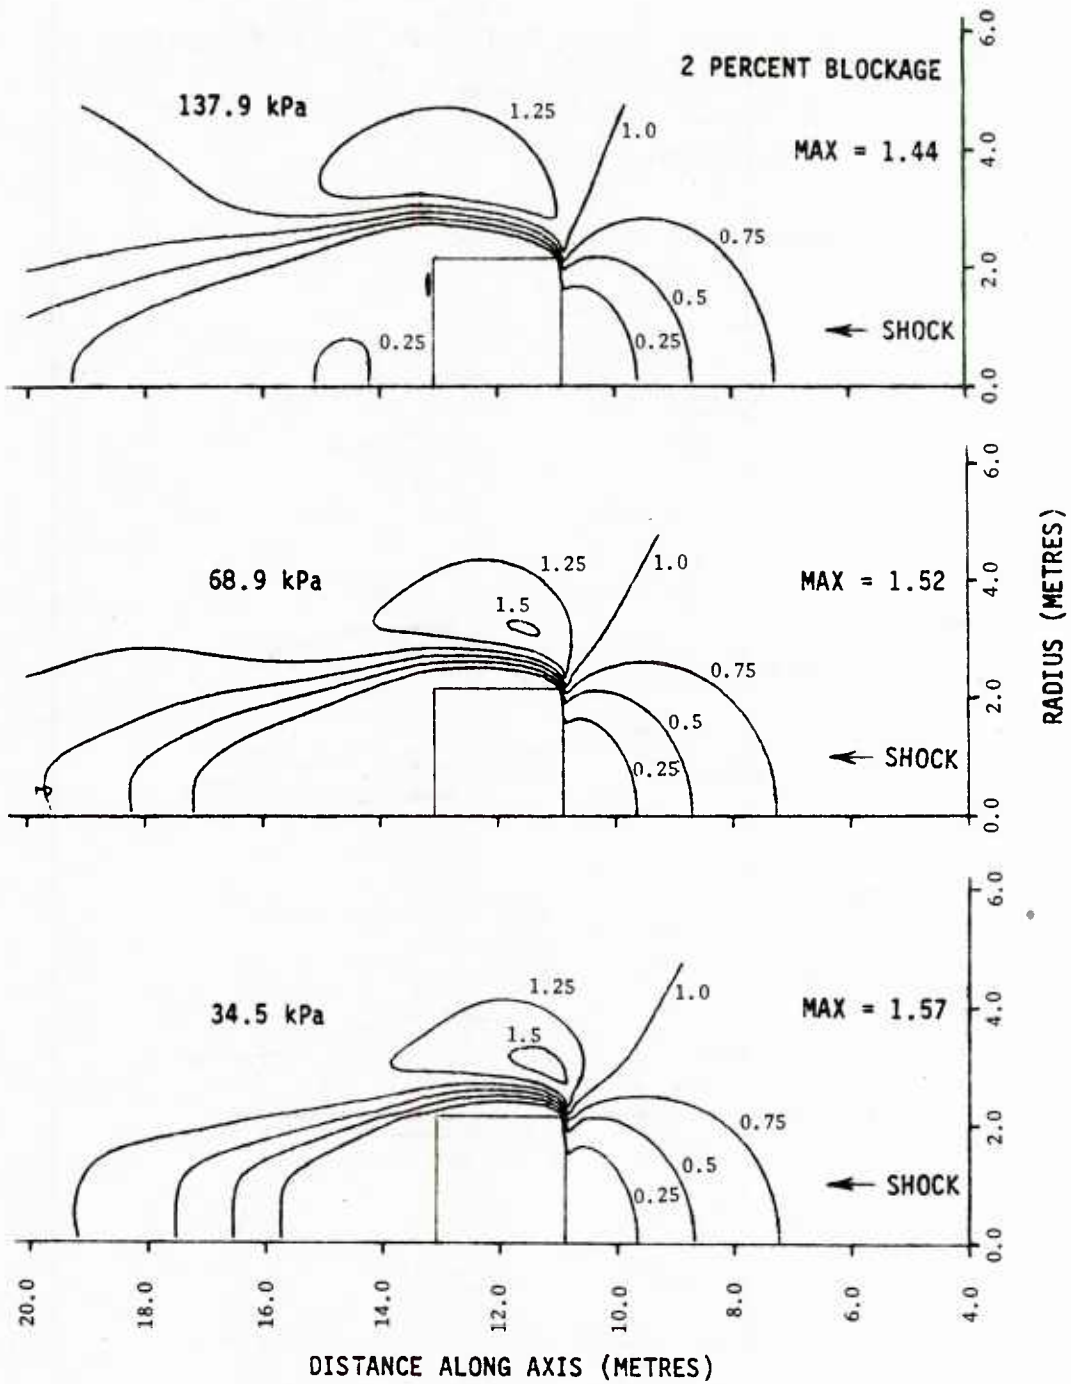 2 PERCENT BLOCKAGE
137.9 kPa
MAX = 1.44
1.25
1.0
0.75
0.5
0.25
0.25
← SHOCK
6.0
4.0
2.0
0.0
68.9 kPa
MAX = 1.52
1.25
1.5
1.0
0.75
0.5
0.25
← SHOCK
6.0
4.0
2.0
0.0
34.5 kPa
MAX = 1.57
1.25
1.5
1.0
0.75
0.5
0.25
← SHOCK
6.0
4.0
2.0
0.0
RADIUS (METRES)
20.0 18.0 16.0 14.0 12.0 10.0 8.0 6.0 4.0
DISTANCE ALONG AXIS (METRES)